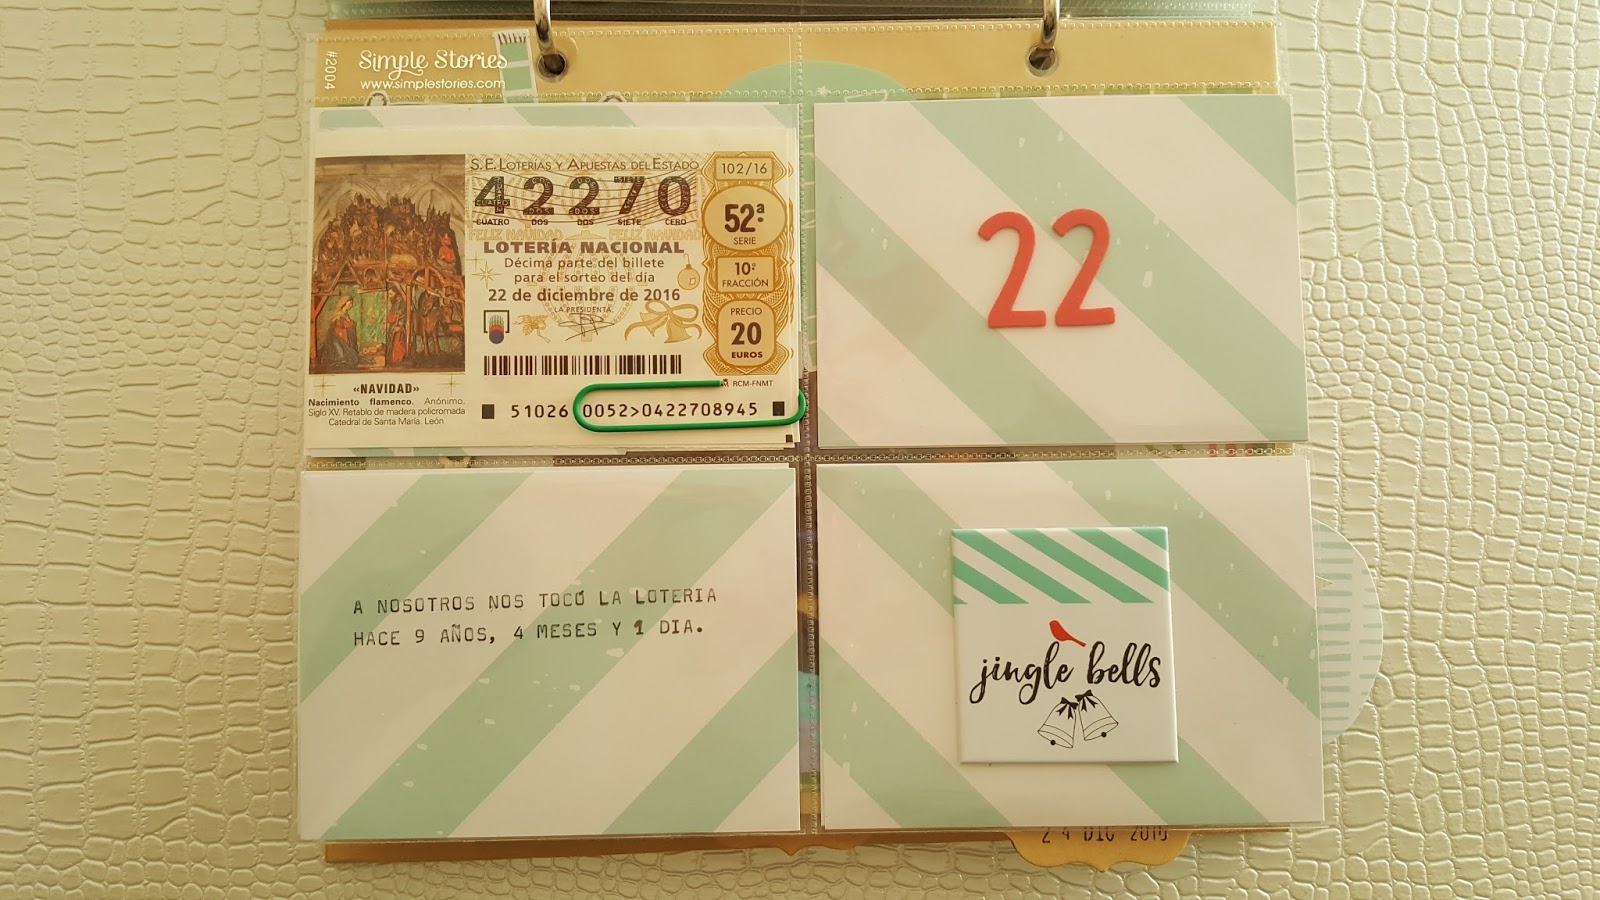 #2004
Simple Stories
www.simplestories.com
S.E. LOTERÍAS Y APUESTAS DEL ESTADO
42270
CUATRO DOS DOS SIETE CERO
FELIZ NAVIDAD FELIZ NAVIDAD
LOTERÍA NACIONAL
Décima parte del billete
para el sorteo del día
22 de diciembre de 2016
LA PRESIDENTA,
102/16
52ª
SERIE
10ª
FRACCIÓN
PRECIO
20
EUROS
RCM-FNMT
51026 0052>0422708945
«NAVIDAD»
Nacimiento flamenco. Anónimo.
Siglo XV. Retablo de madera policromada
Catedral de Santa María. León
22
A NOSOTROS NOS TOCÓ LA LOTERIA
HACE 9 AÑOS, 4 MESES Y 1 DIA.
jingle bells
24 DIC 2016